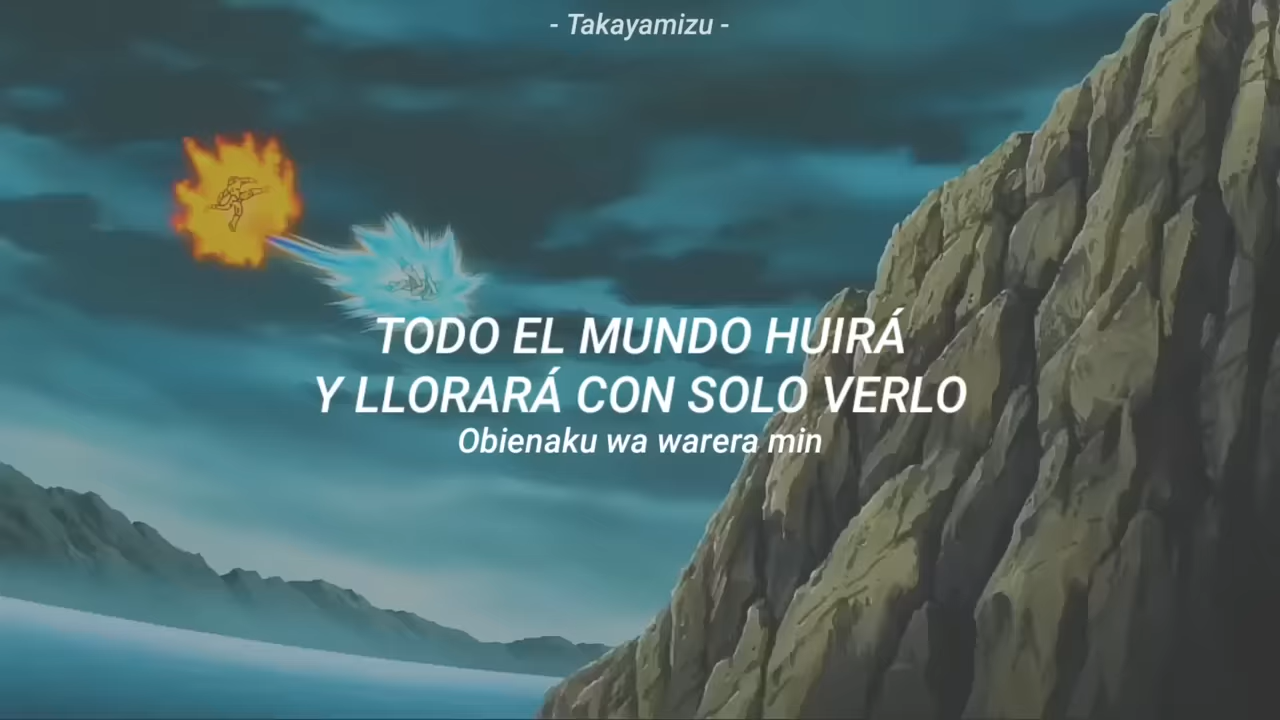 - Takayamizu -
TODO EL MUNDO HUIRÁ
Y LLORARÁ CON SOLO VERLO
Obienaku wa warera min